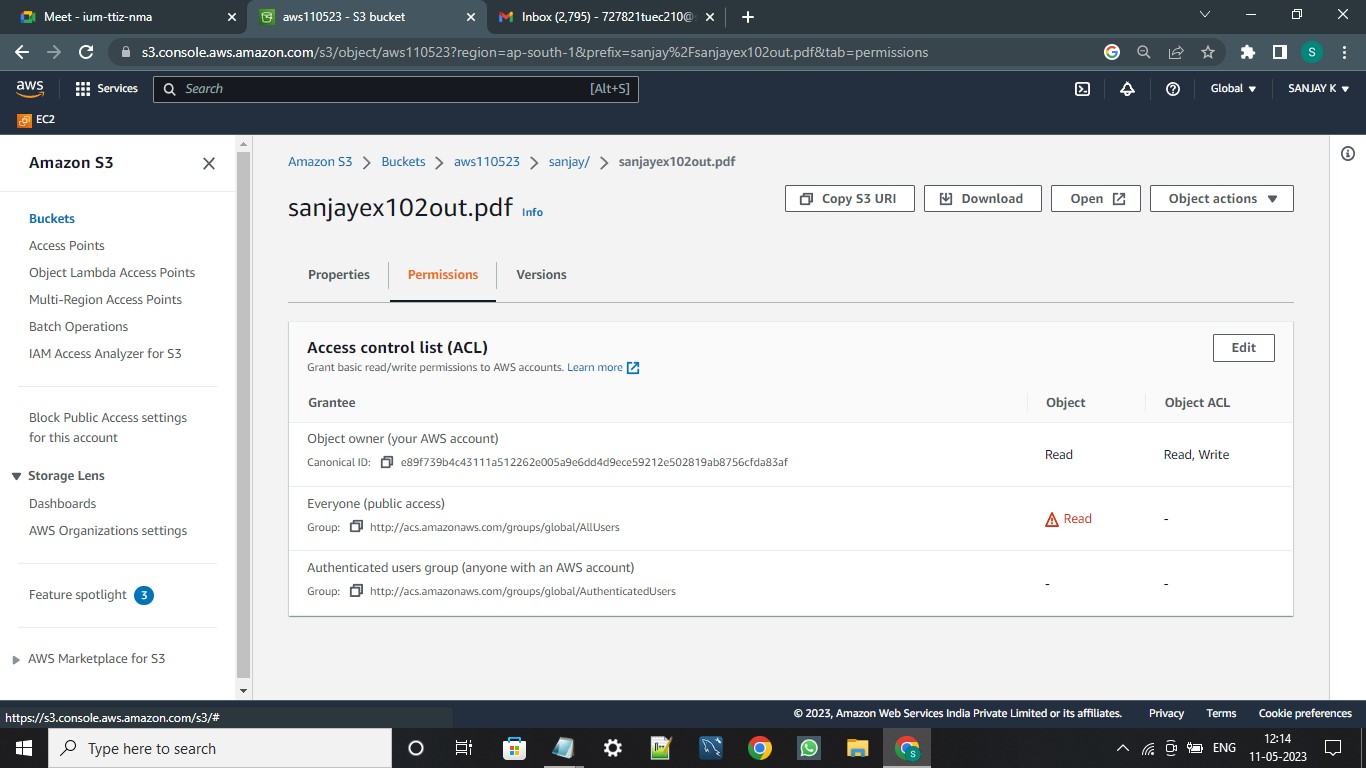 Meet - ium-ttiz-nma
aws110523 - S3 bucket
Inbox (2,795) - 727821tuec210@
s3.console.aws.amazon.com/s3/object/aws110523?region=ap-south-1&prefix=sanjay%2Fsanjayex102out.pdf&tab=permissions
S
aws
Services
Search
[Alt+S]
Global
SANJAY K
EC2
Amazon S3
Buckets
Access Points
Object Lambda Access Points
Multi-Region Access Points
Batch Operations
IAM Access Analyzer for S3
Block Public Access settings
for this account
Storage Lens
Dashboards
AWS Organizations settings
Feature spotlight 3
AWS Marketplace for S3
Amazon S3 > Buckets > aws110523 > sanjay/ > sanjayex102out.pdf
sanjayex102out.pdf Info
Copy S3 URI
Download
Open
Object actions
Properties
Permissions
Versions
Access control list (ACL)
Grant basic read/write permissions to AWS accounts. Learn more
Edit
Grantee Object Object ACL
Object owner (your AWS account)
Canonical ID: e89f739b4c43111a512262e005a9e6dd4d9ece59212e502819ab8756cfda83af
Read
Read, Write
Everyone (public access)
Group: http://acs.amazonaws.com/groups/global/AllUsers
Read
-
Authenticated users group (anyone with an AWS account)
Group: http://acs.amazonaws.com/groups/global/AuthenticatedUsers
-
-
https://s3.console.aws.amazon.com/s3/#
© 2023, Amazon Web Services India Private Limited or its affiliates.
Privacy
Terms
Cookie preferences
Type here to search
S
ENG
12:14
11-05-2023